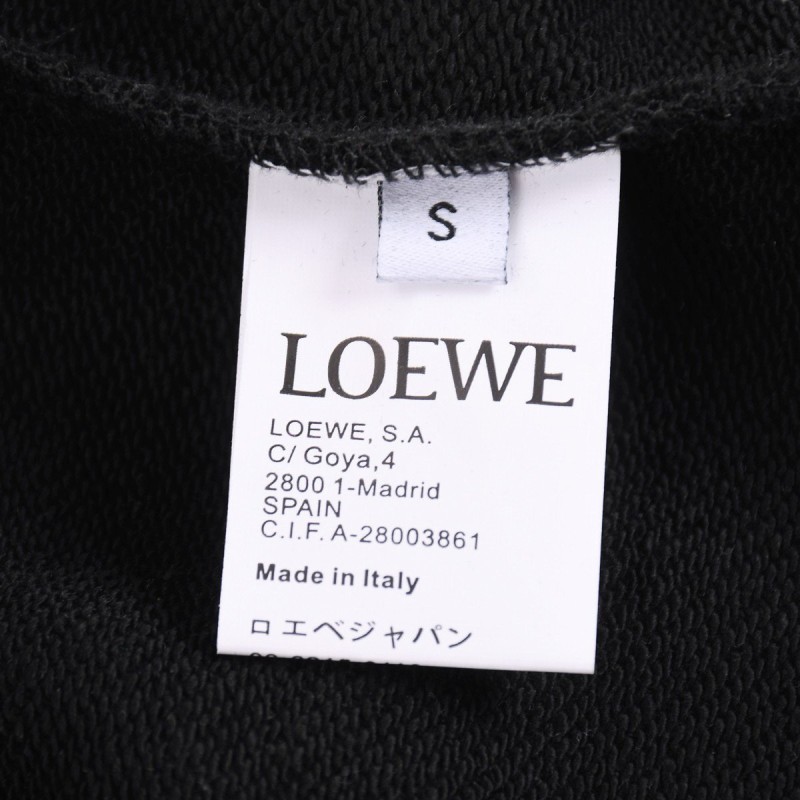 S
LOEWE
LOEWE, S.A.
C/ Goya,4
2800 1-Madrid
SPAIN
C.I.F. A-28003861
Made in Italy
ロエベジャパン